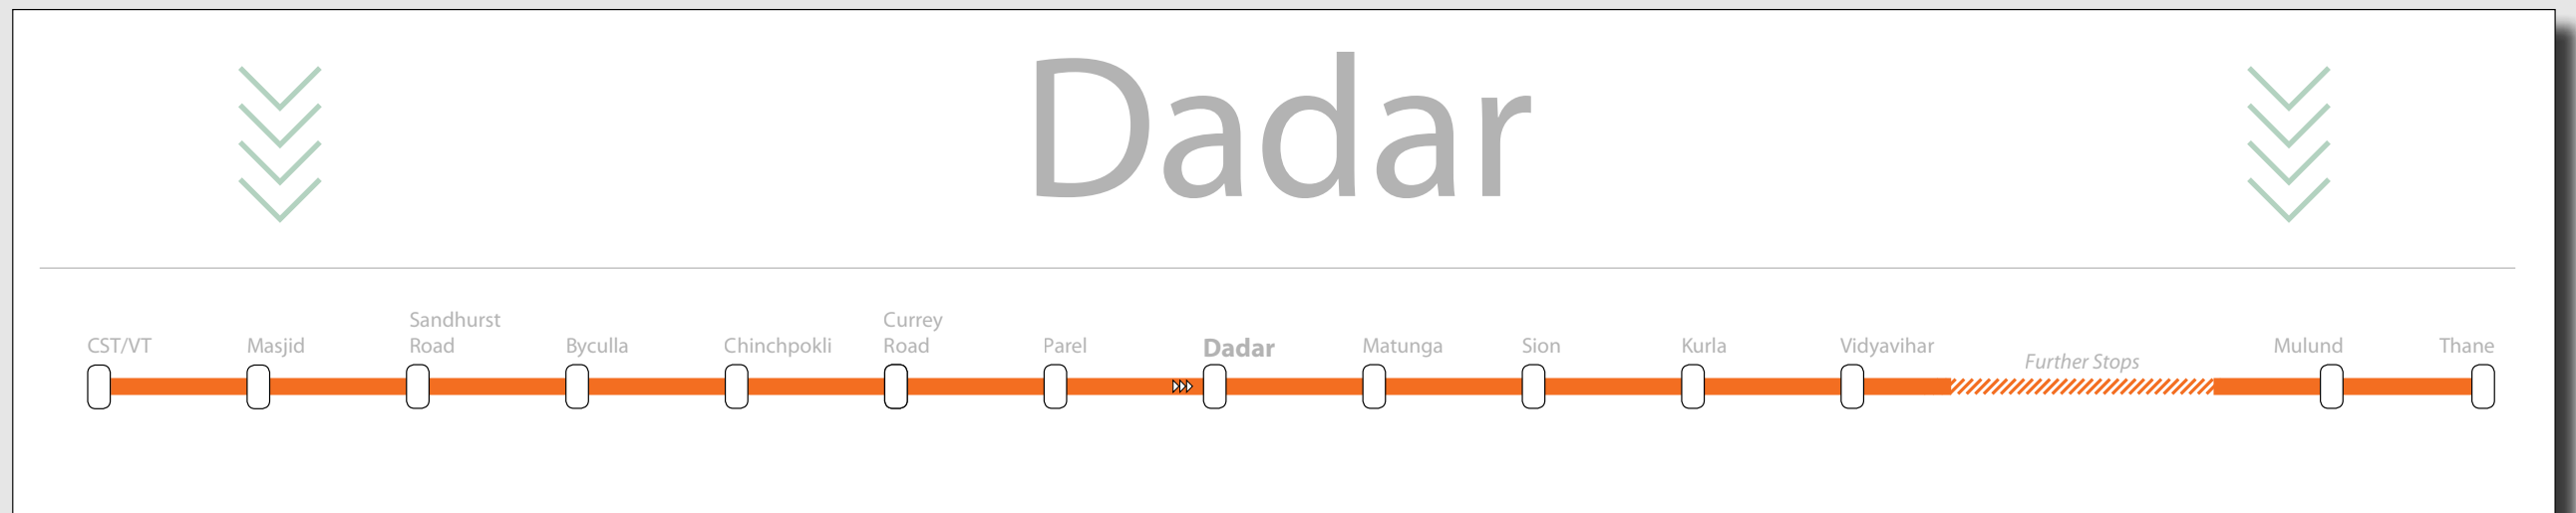 Dadar
CST/VT
Masjid
Sandhurst
Road
Byculla
Chinchpokli
Currey
Road
Parel
Dadar
Matunga
Sion
Kurla
Vidyavihar
Further Stops
Mulund
Thane